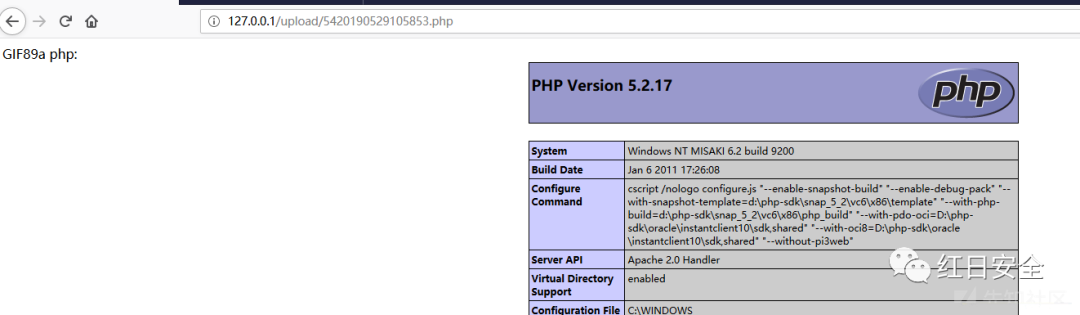 127.0.0.1/upload/5420190529105853.php
GIF89a php:
PHP Version 5.2.17
php
System
Windows NT MISAKI 6.2 build 9200
Build Date
Jan 6 2011 17:26:08
Configure
Command
cscript /nologo configure.js "--enable-snapshot-build" "--enable-debug-pack" "--
with-snapshot-template=d:\php-sdk\snap_5_2\vc6\x86\template" "--with-php-
build=d:\php-sdk\snap_5_2\vc6\x86\php_build" "--with-pdo-oci=D:\php-
sdk\oracle\instantclient10\sdk,shared" "--with-oci8=D:\php-sdk\oracle
\instantclient10\sdk,shared" "--without-pi3web"
Server API
Apache 2.0 Handler
Virtual Directory
Support
enabled
Configuration File
C:\WINDOWS
红日安全
先知社区